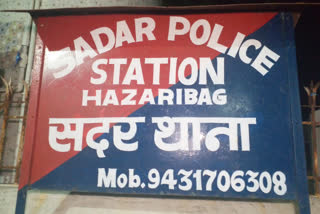 SADAR POLICE
STATION
HAZARIBAG
सदर थाना
Mob.9431706308